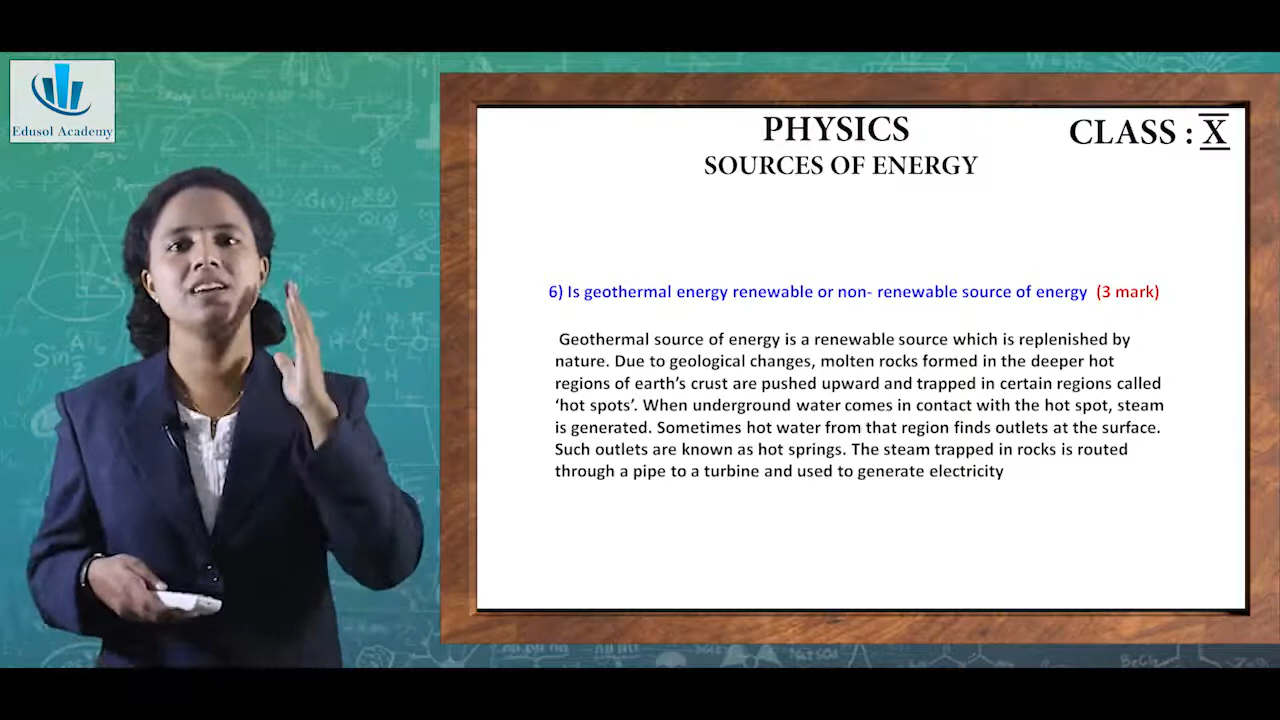 Edusol Academy
PHYSICS
CLASS : X
SOURCES OF ENERGY
6) Is geothermal energy renewable or non- renewable source of energy (3 mark)
Geothermal source of energy is a renewable source which is replenished by
nature. Due to geological changes, molten rocks formed in the deeper hot
regions of earth's crust are pushed upward and trapped in certain regions called
‘hot spots’. When underground water comes in contact with the hot spot, steam
is generated. Sometimes hot water from that region finds outlets at the surface.
Such outlets are known as hot springs. The steam trapped in rocks is routed
through a pipe to a turbine and used to generate electricity